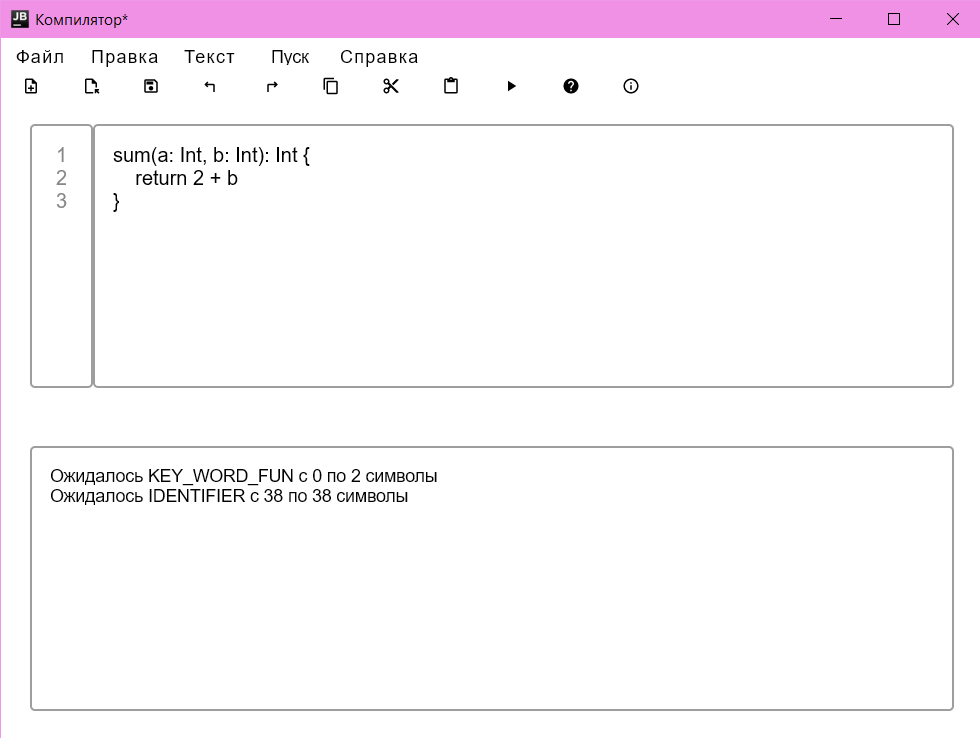 JB Компилятор*
Файл Правка Текст Пуск Справка
1 sum(a: Int, b: Int): Int {
2 return 2 + b
3 }
Ожидалось KEY_WORD_FUN с 0 по 2 символы
Ожидалось IDENTIFIER с 38 по 38 символы